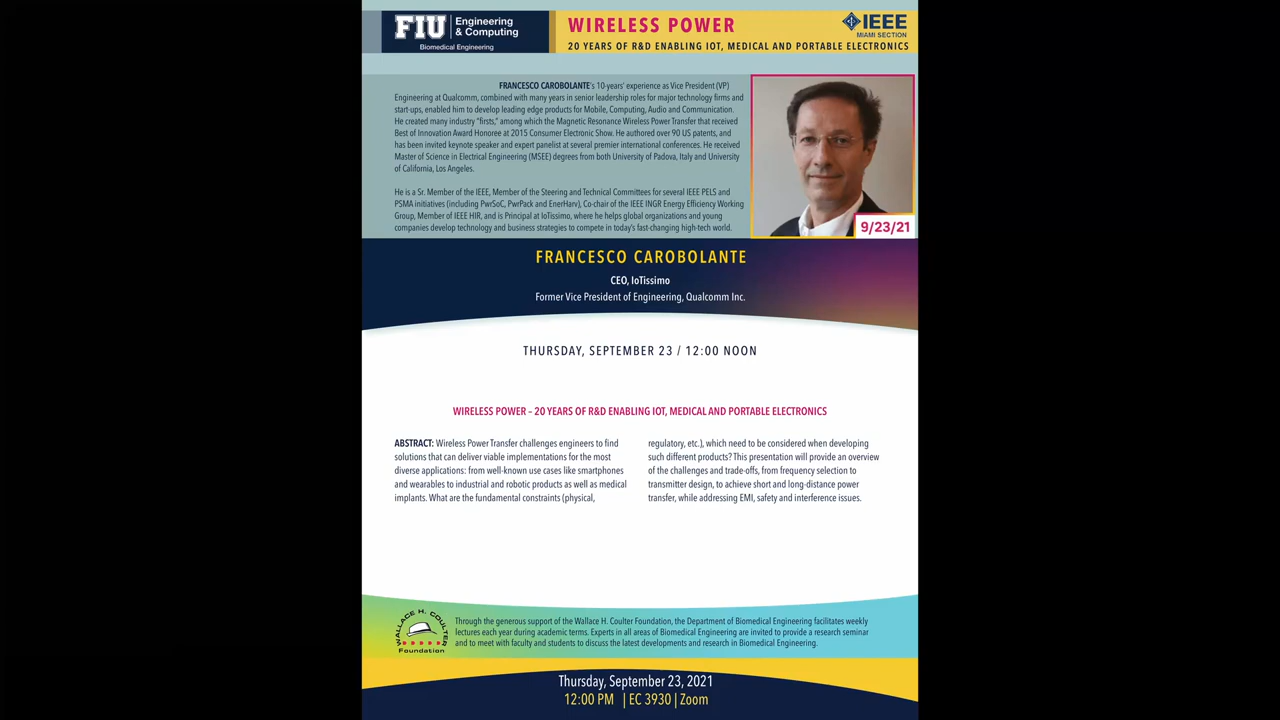 FIU Engineering
& Computing
Biomedical Engineering
WIRELESS POWER
20 YEARS OF R&D ENABLING IOT, MEDICAL AND PORTABLE ELECTRONICS
IEEE
MIAMI SECTION
FRANCESCO CAROBOLANTE's 10-years' experience as Vice President (VP)
Engineering at Qualcomm, combined with many years in senior leadership roles for major technology firms and
start-ups, enabled him to develop leading edge products for Mobile, Computing, Audio and Communication.
He created many industry "firsts," among which the Magnetic Resonance Wireless Power Transfer that received
Best of Innovation Award Honoree at 2015 Consumer Electronic Show. He authored over 90 US patents, and
has been invited keynote speaker and expert panelist at several premier international conferences. He received
Master of Science in Electrical Engineering (MSEE) degrees from both University of Padova, Italy and University
of California, Los Angeles.
He is a Sr. Member of the IEEE, Member of the Steering and Technical Committees for several IEEE PELS and
PSMA initiatives (including PwrSoC, PwrPack and EnerHarv), Co-chair of the IEEE INGR Energy Efficiency Working
Group, Member of IEEE HIR, and is Principal at IoTissimo, where he helps global organizations and young
companies develop technology and business strategies to compete in today's fast-changing high-tech world.
9/23/21
FRANCESCO CAROBOLANTE
CEO, IoTissimo
Former Vice President of Engineering, Qualcomm Inc.
THURSDAY, SEPTEMBER 23 / 12:00 NOON
WIRELESS POWER – 20 YEARS OF R&D ENABLING IOT, MEDICAL AND PORTABLE ELECTRONICS
ABSTRACT: Wireless Power Transfer challenges engineers to find
solutions that can deliver viable implementations for the most
diverse applications: from well-known use cases like smartphones
and wearables to industrial and robotic products as well as medical
implants. What are the fundamental constraints (physical,
regulatory, etc.), which need to be considered when developing
such different products? This presentation will provide an overview
of the challenges and trade-offs, from frequency selection to
transmitter design, to achieve short and long-distance power
transfer, while addressing EMI, safety and interference issues.
WALLACE H. COULTER
Foundation
Through the generous support of the Wallace H. Coulter Foundation, the Department of Biomedical Engineering facilitates weekly
lectures each year during academic terms. Experts in all areas of Biomedical Engineering are invited to provide a research seminar
and to meet with faculty and students to discuss the latest developments and research in Biomedical Engineering.
Thursday, September 23, 2021
12:00 PM | EC 3930 | Zoom